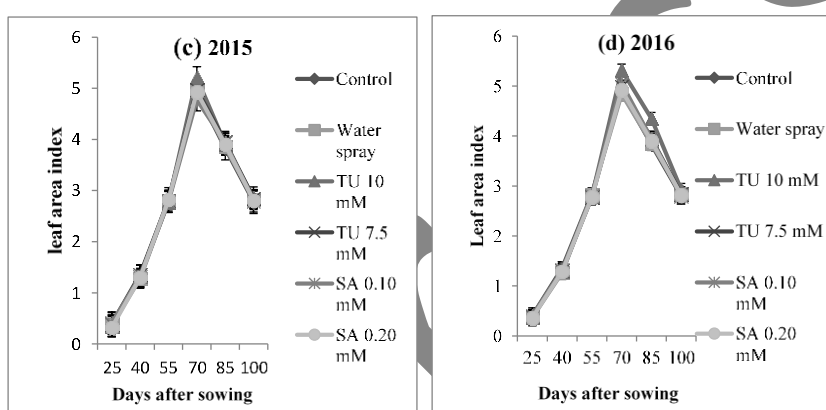 (c) 2015
6
5
4
3
2
1
0
leaf area index
25 40 55 70 85 100
Days after sowing
Control
Water
spray
TU 10
mM
TU 7.5
mM
SA 0.10
mM
SA 0.20
mM
(d) 2016
6
5
4
3
2
1
0
Leaf area index
25 40 55 70 85 100
Days after sowing
Control
Water spray
TU 10 mM
TU 7.5 mM
SA 0.10
mM
SA 0.20
mM